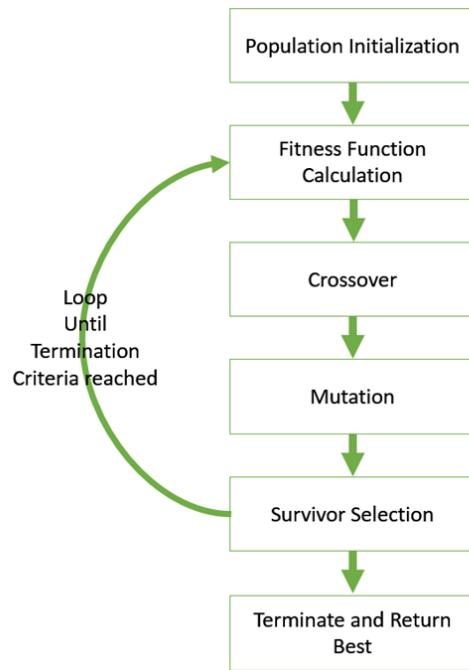 Population Initialization
Fitness Function
Calculation
Crossover
Loop
Until
Termination
Criteria reached
Mutation
Survivor Selection
Terminate and Return
Best